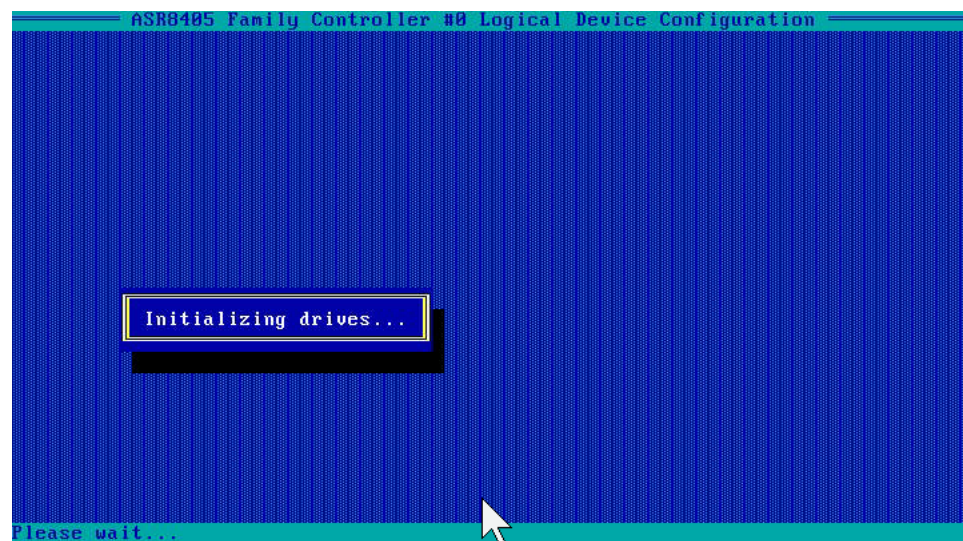 ASR8405 Family Controller #0 Logical Device Configuration
Initializing drives...
Please wait...